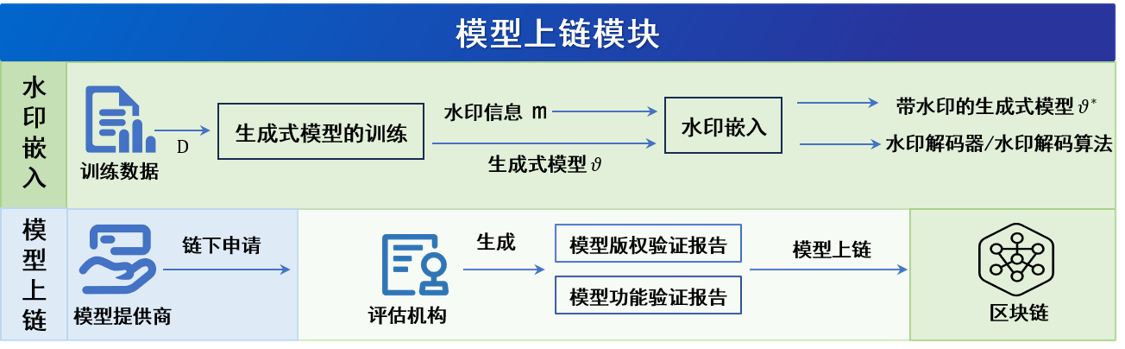 模型上链模块
水印嵌入
训练数据
D
生成式模型的训练
水印信息 m
生成式模型 ϑ
水印嵌入
带水印的生成式模型 ϑ*
水印解码器/水印解码算法
模型上链
模型提供商
链下申请
评估机构
生成
模型版权验证报告
模型功能验证报告
模型上链
区块链